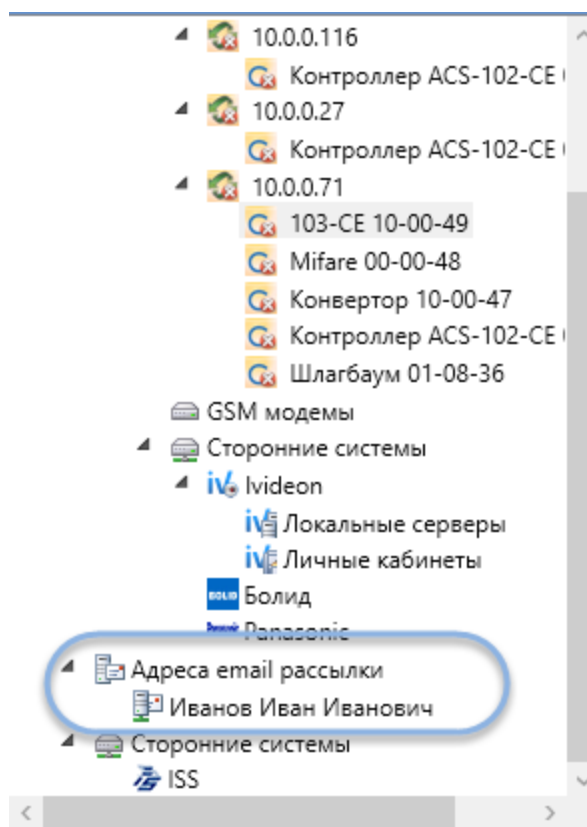 10.0.0.116
Контроллер ACS-102-CE
10.0.0.27
Контроллер ACS-102-CE
10.0.0.71
103-CE 10-00-49
Mifare 00-00-48
Конвертор 10-00-47
Контроллер ACS-102-CE
Шлагбаум 01-08-36
GSM модемы
Сторонние системы
Ivideon
Локальные серверы
Личные кабинеты
Болид
Panasonic
Адреса email рассылки
Иванов Иван Иванович
Сторонние системы
ISS